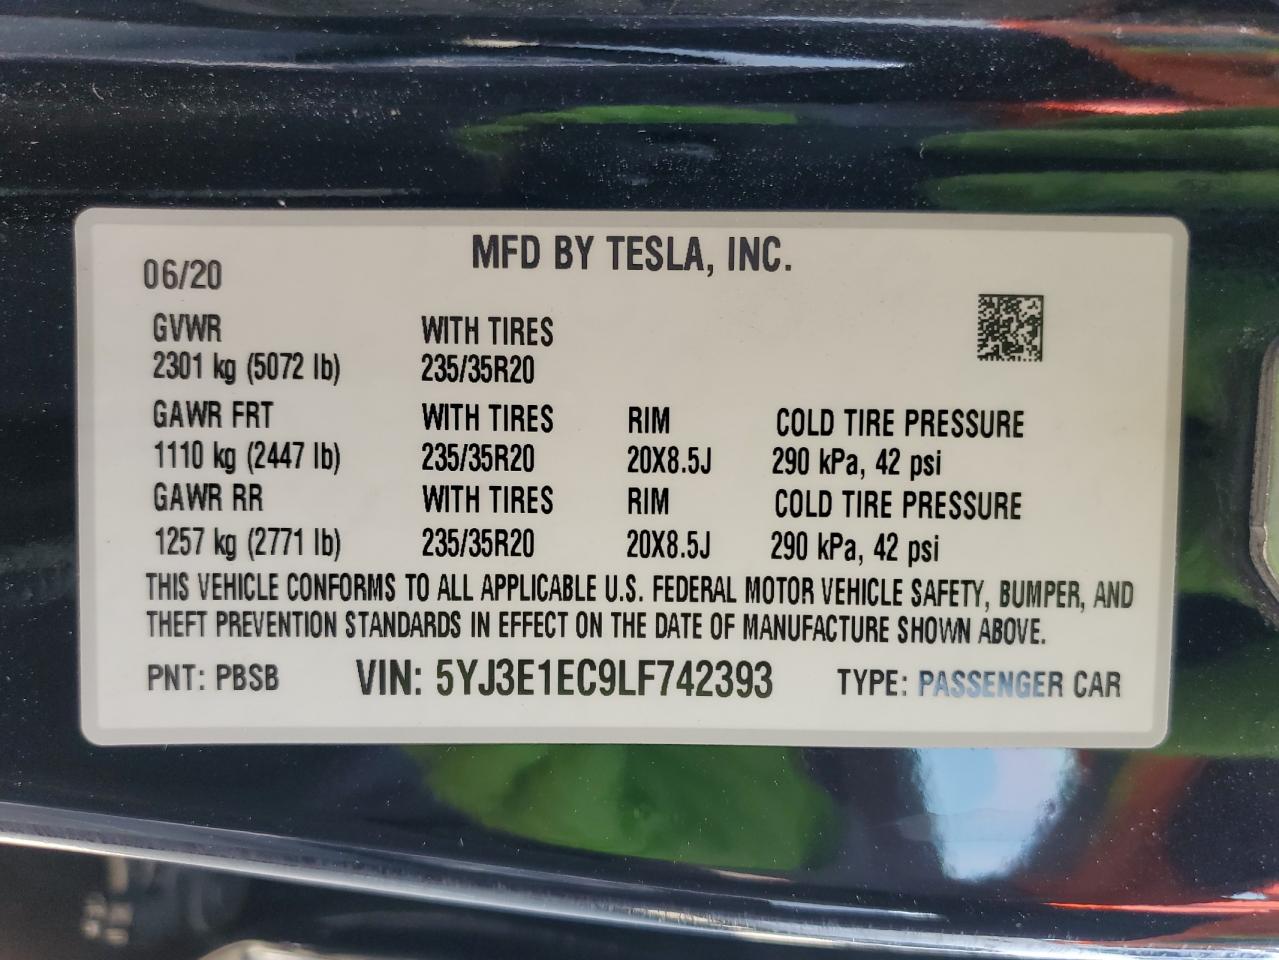 MFD BY TESLA, INC.
06/20
GVWR WITH TIRES
2301 kg (5072 lb) 235/35R20
GAWR FRT WITH TIRES RIM COLD TIRE PRESSURE
1110 kg (2447 lb) 235/35R20 20X8.5J 290 kPa, 42 psi
GAWR RR WITH TIRES RIM COLD TIRE PRESSURE
1257 kg (2771 lb) 235/35R20 20X8.5J 290 kPa, 42 psi
THIS VEHICLE CONFORMS TO ALL APPLICABLE U.S. FEDERAL MOTOR VEHICLE SAFETY, BUMPER, AND
THEFT PREVENTION STANDARDS IN EFFECT ON THE DATE OF MANUFACTURE SHOWN ABOVE.
PNT: PBSB VIN: 5YJ3E1EC9LF742393 TYPE: PASSENGER CAR